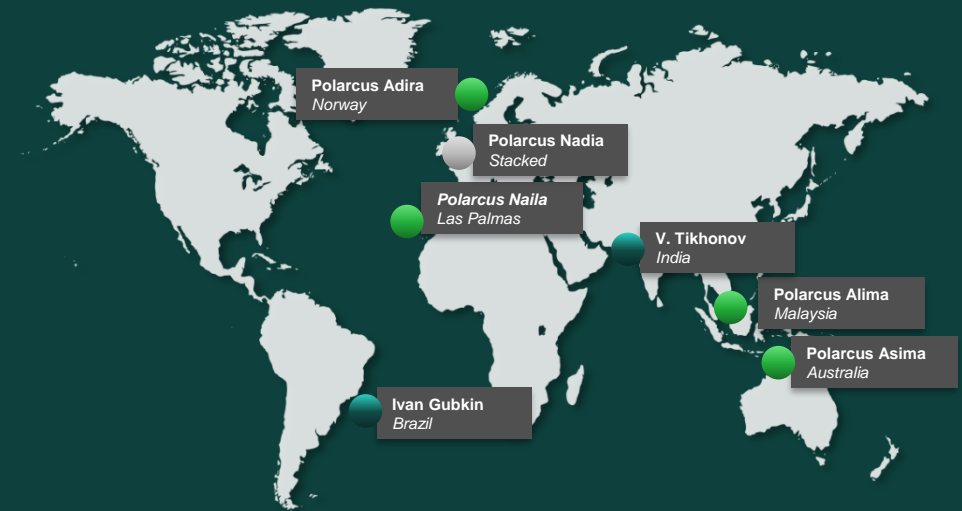 Polarcus Adira
Norway
Polarcus Nadia
Stacked
Polarcus Naila
Las Palmas
V. Tikhonov
India
Polarcus Alima
Malaysia
Polarcus Asima
Australia
Ivan Gubkin
Brazil